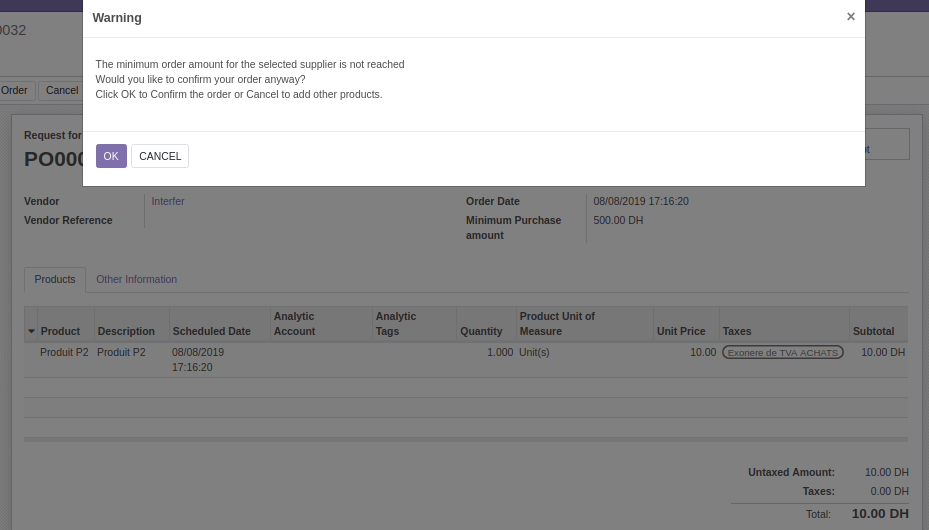 0032
Warning ×
The minimum order amount for the selected supplier is not reached
Would you like to confirm your order anyway?
Click OK to Confirm the order or Cancel to add other products.
OK CANCEL
Order Cancel
Request for
PO000
Vendor Interfer
Vendor Reference
Order Date 08/08/2019 17:16:20
Minimum Purchase
amount 500.00 DH
Products Other Information
Product Description Scheduled Date Analytic
Account Analytic
Tags Quantity Product Unit of
Measure Unit Price Taxes Subtotal
Produit P2 Produit P2 08/08/2019
17:16:20 1.000 Unit(s) 10.00 Exonere de TVA ACHATS 10.00 DH
Untaxed Amount: 10.00 DH
Taxes: 0.00 DH
Total: 10.00 DH